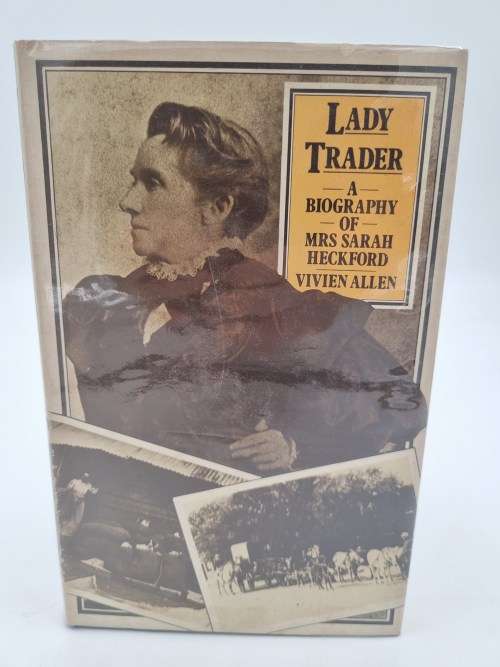 LADY
TRADER
— A —
BIOGRAPHY
— OF —
MRS SARAH
HECKFORD
VIVIEN ALLEN